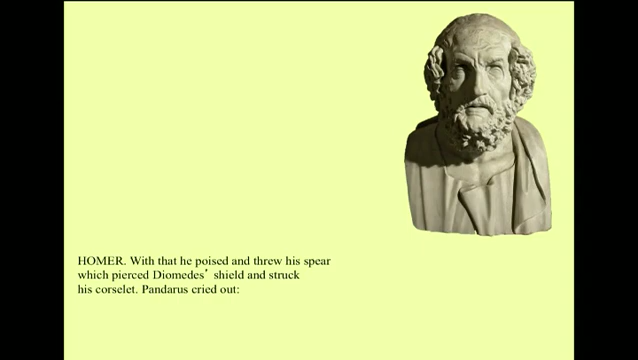 HOMER. With that he poised and threw his spear
which pierced Diomedes' shield and struck
his corselet. Pandarus cried out: